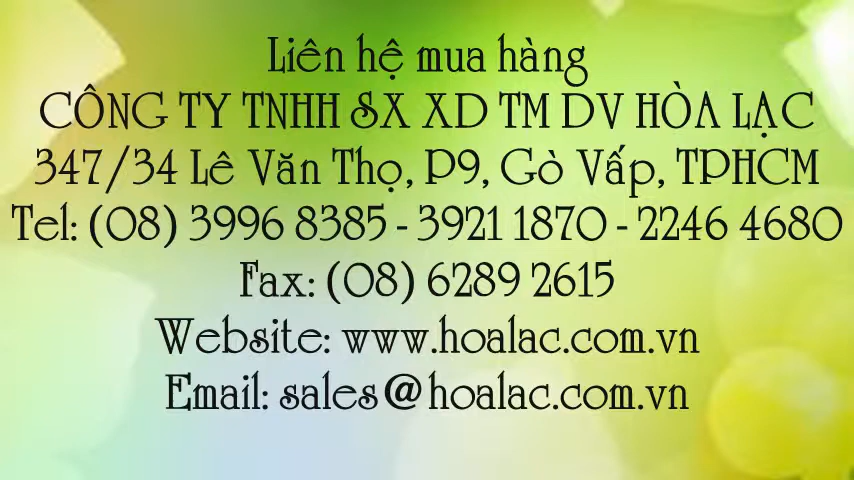 Liên hệ mua hàng
CÔNG TY TNHH SX XD TM DV HÒA LẠC
347/34 Lê Văn Thọ, P9, Gò Vấp, TPHCM
Tel: (08) 3996 8385 - 3921 1870 - 2246 4680
Fax: (08) 6289 2615
Website: www.hoalac.com.vn
Email: sales@hoalac.com.vn